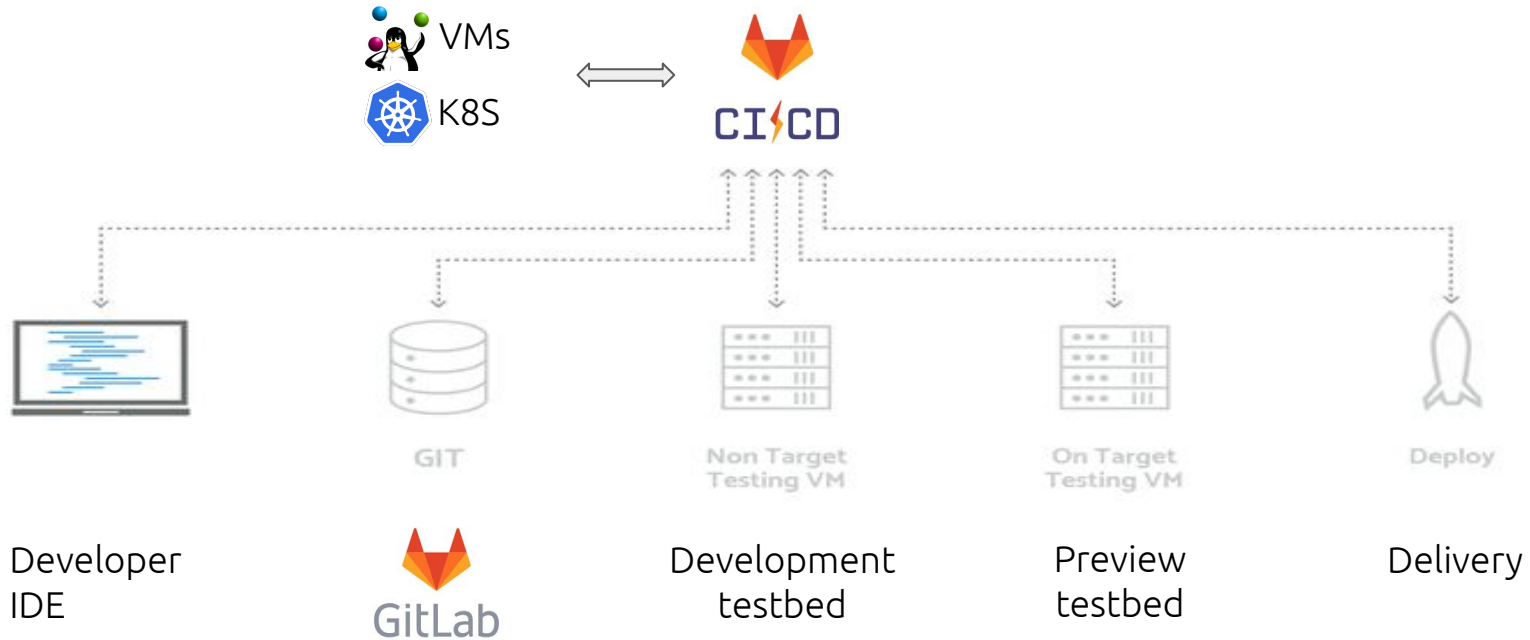 VMs
K8S
CI CD
GIT
Non Target
Testing VM
On Target
Testing VM
Deploy
Developer
IDE
GitLab
Development
testbed
Preview
testbed
Delivery